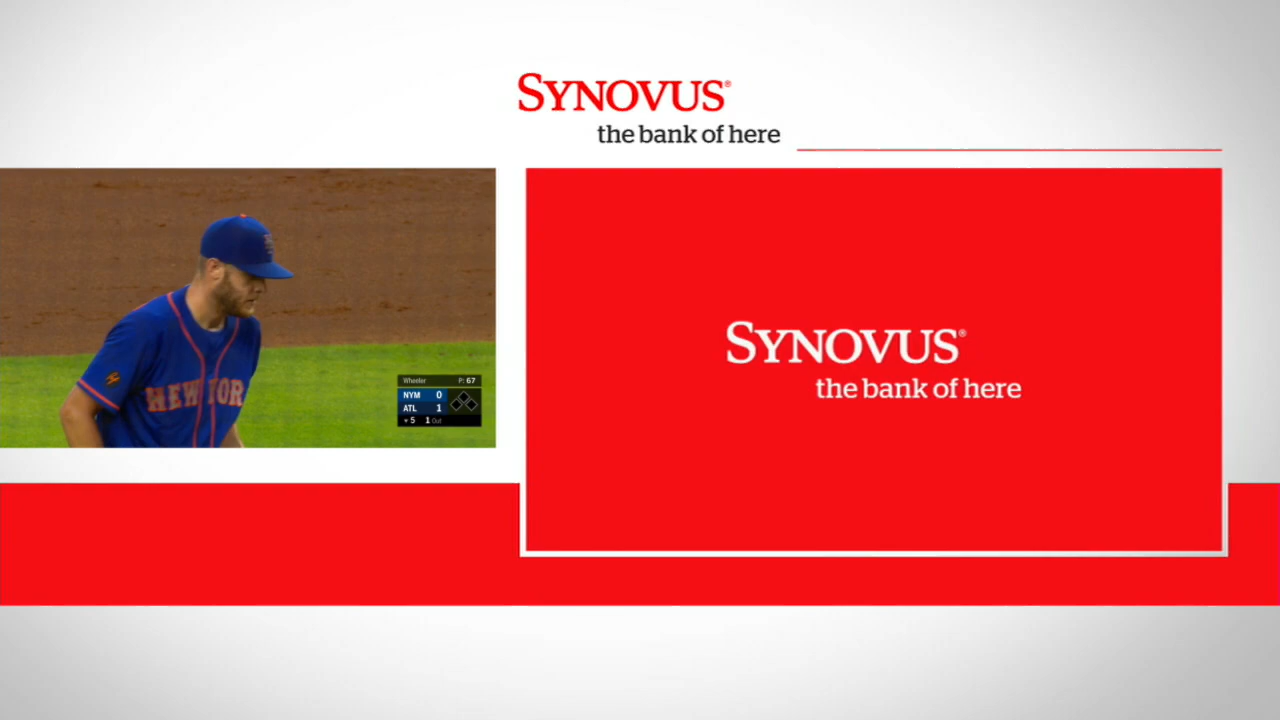 SYNOVUS®
the bank of here
SYNOVUS®
the bank of here
NEW YOR
Wheeler P: 67
NYM 0
ATL 1
▼ 5 1 Out